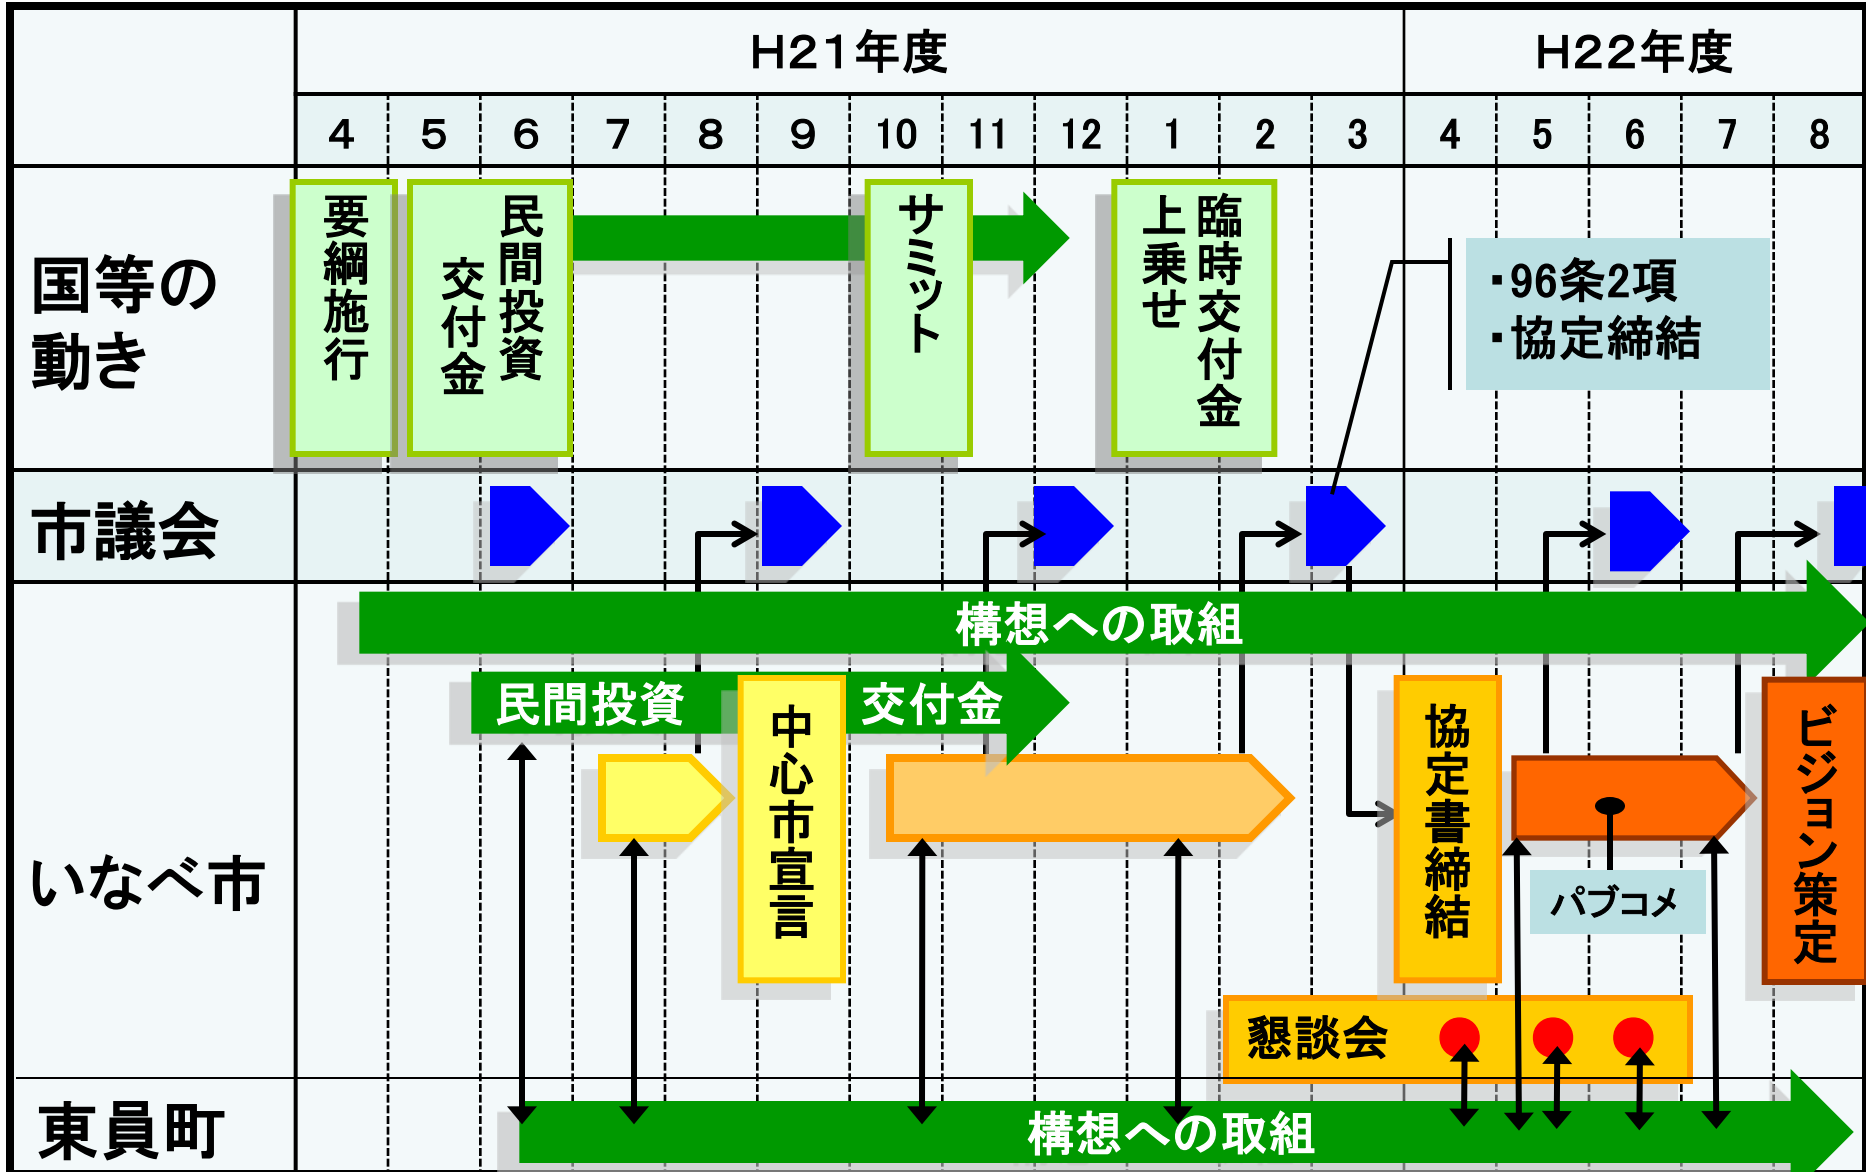 H21年度
H22年度
4 5 6 7 8 9 10 11 12 1 2 3 4 5 6 7 8
国等の
動き
要綱施行
民間投資
交付金
サミット
臨時交付金
上乗せ
・96条2項
・協定締結
市議会
いなべ市
構想への取組
民間投資 交付金
中心市宣言
協定書締結
パブコメ
ビジョン策定
懇談会
東員町
構想への取組